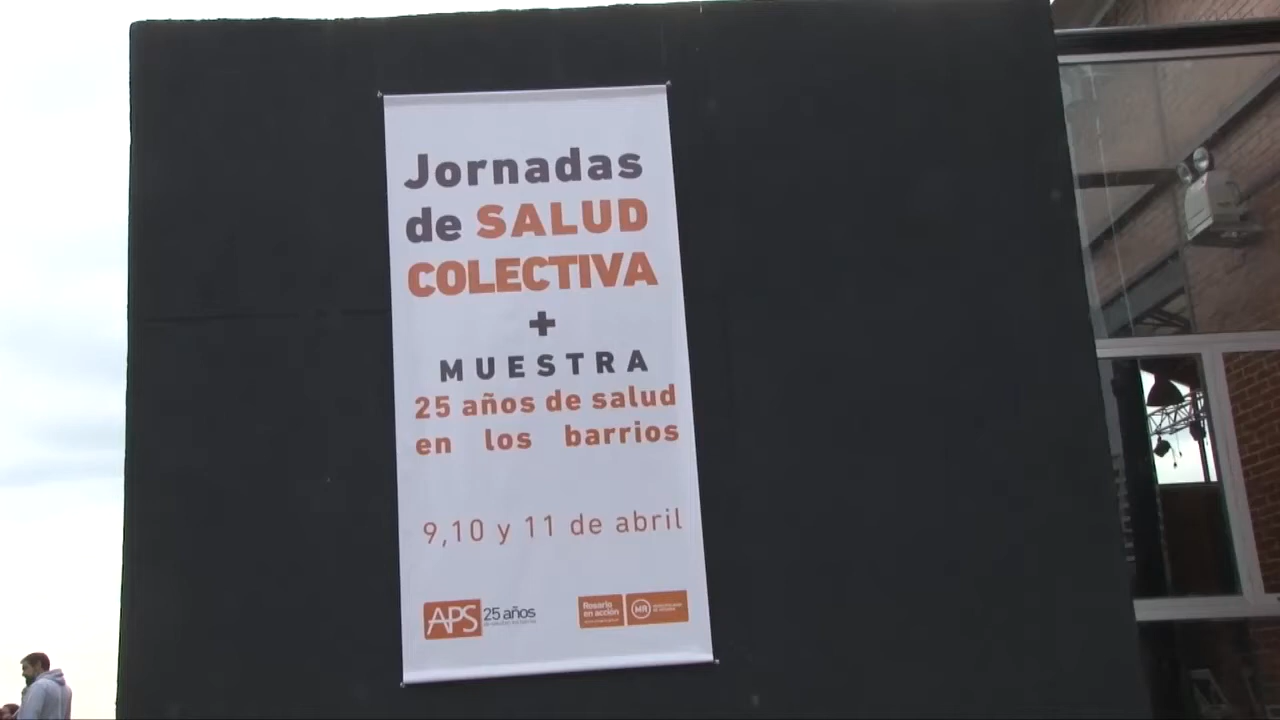 Jornadas
de SALUD
COLECTIVA
+
MUESTRA
25 años de salud
en los barrios
9,10 y 11 de abril
APS 25 años
Rosario
en acción
MR